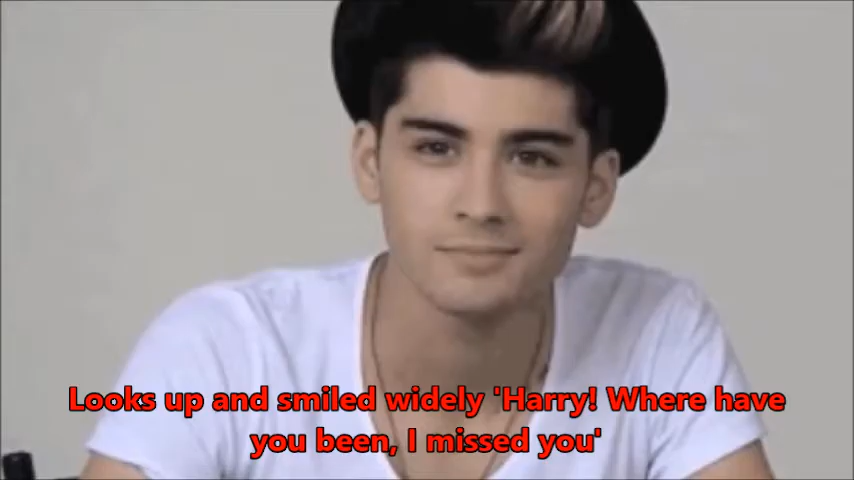 Looks up and smiled widely 'Harry! Where have
you been, I missed you'